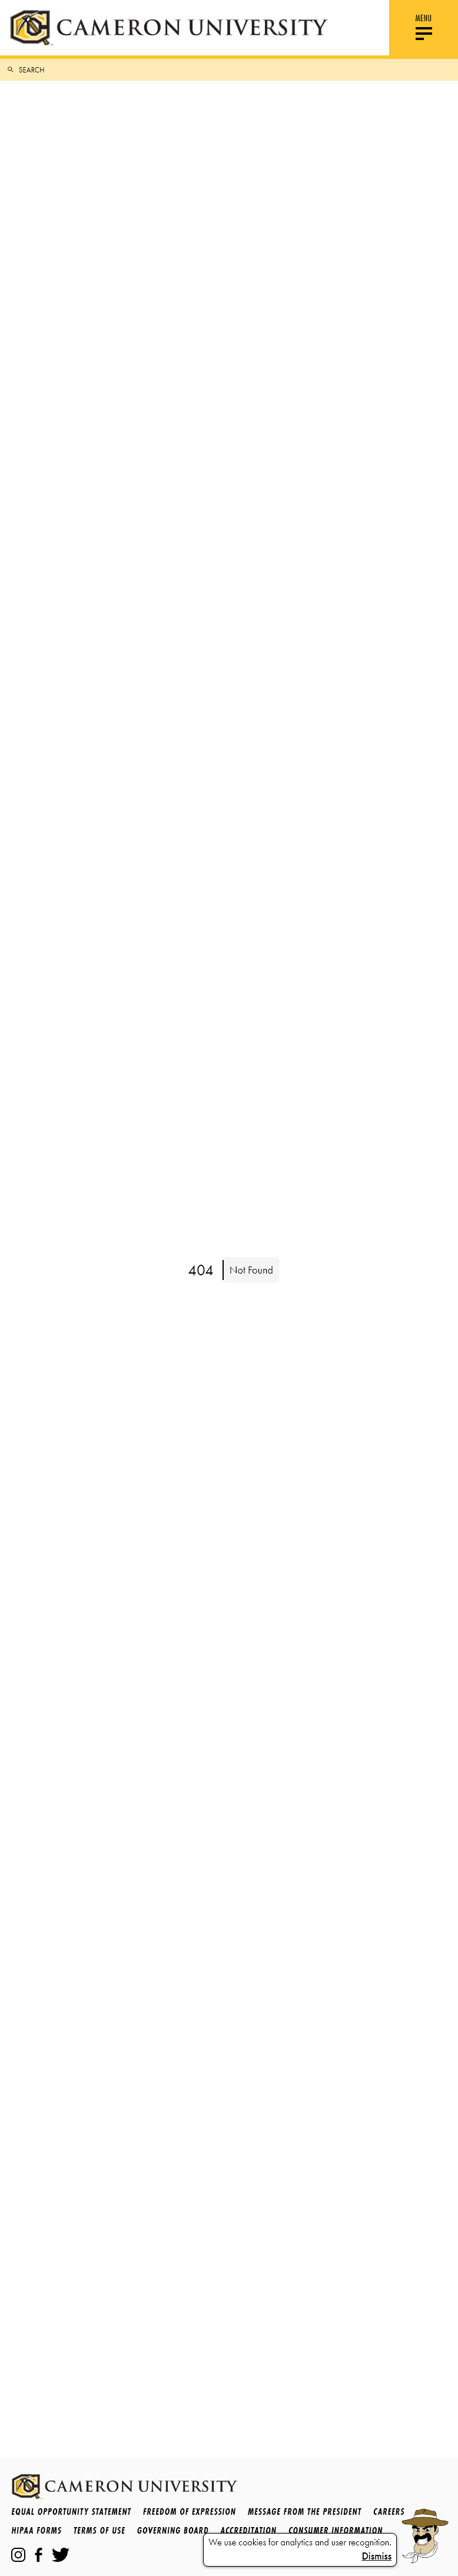 CAMERON UNIVERSITY
MENU
SEARCH
404 Not Found
CAMERON UNIVERSITY
EQUAL OPPORTUNITY STATEMENT FREEDOM OF EXPRESSION MESSAGE FROM THE PRESIDENT CAREERS
HIPAA FORMS TERMS OF USE GOVERNING BOARD ACCREDITATION CONSUMER INFORMATION
We use cookies for analytics and user recognition.
Dismiss